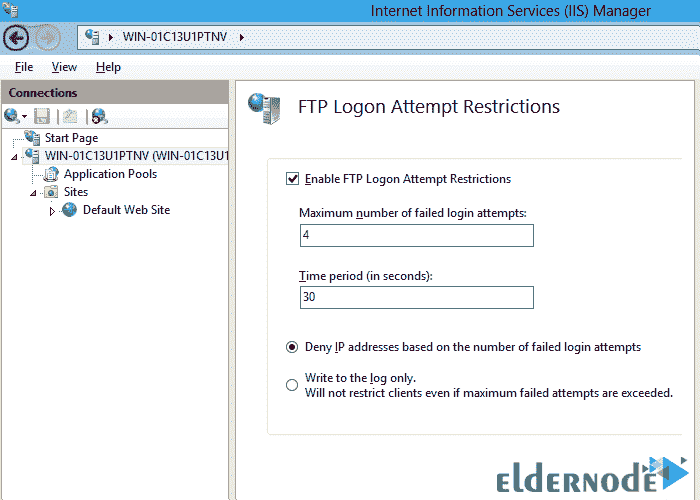 Internet Information Services (IIS) Manager
WIN-01C13U1PTNV
File View Help
Connections
Start Page
WIN-01C13U1PTNV (WIN-01C13U1
Application Pools
Sites
Default Web Site
FTP Logon Attempt Restrictions
Enable FTP Logon Attempt Restrictions
Maximum number of failed login attempts:
4
Time period (in seconds):
30
Deny IP addresses based on the number of failed login attempts
Write to the log only.
Will not restrict clients even if maximum failed attempts are exceeded.
eldernode